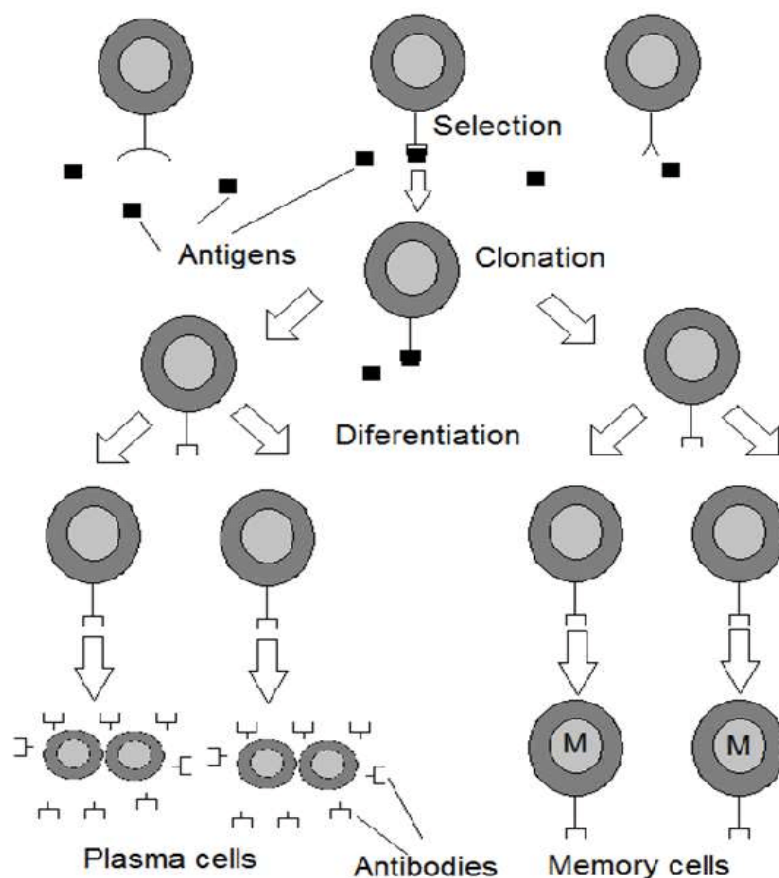 Selection
Antigens
Clonation
Diferentiation
M
M
Plasma cells
Antibodies
Memory cells